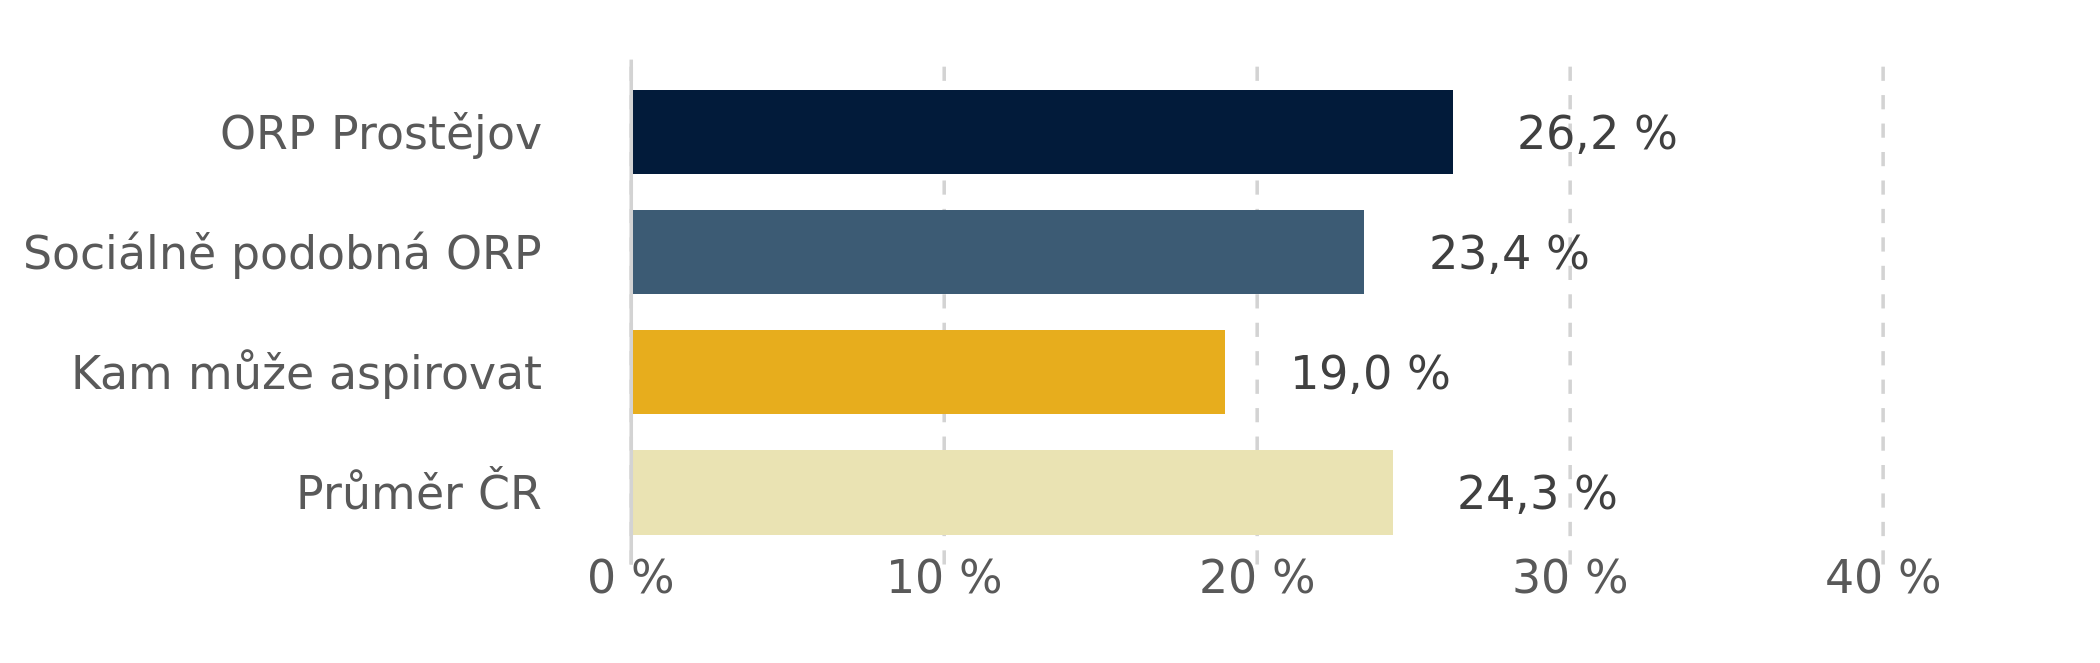 ORP Prostějov 26,2 %
Sociálně podobná ORP 23,4 %
Kam může aspirovat 19,0 %
Průměr ČR 24,3 %
0 % 10 % 20 % 30 % 40 %